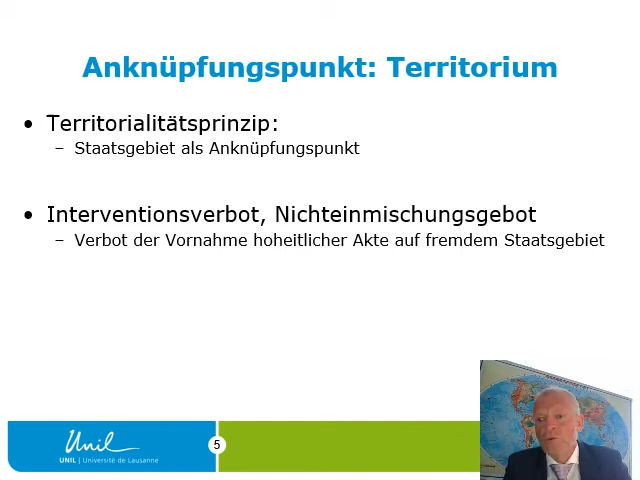 Anknüpfungspunkt: Territorium
• Territorialitätsprinzip:
– Staatsgebiet als Anknüpfungspunkt
• Interventionsverbot, Nichteinmischungsgebot
– Verbot der Vornahme hoheitlicher Akte auf fremdem Staatsgebiet
Unil
UNIL | Université de Lausanne
5